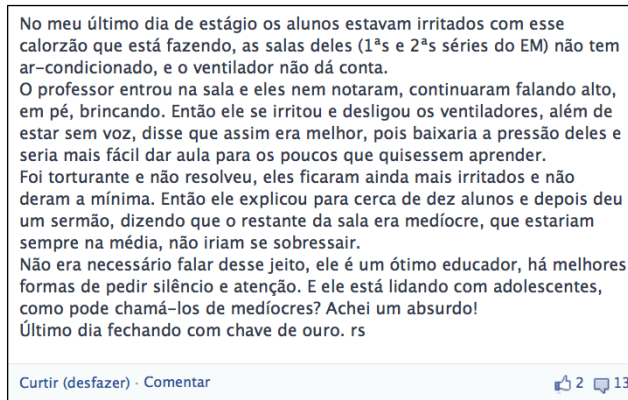 No meu último dia de estágio os alunos estavam irritados com esse
calorzão que está fazendo, as salas deles (1ªs e 2ªs séries do EM) não tem
ar-condicionado, e o ventilador não dá conta.
O professor entrou na sala e eles nem notaram, continuaram falando alto,
em pé, brincando. Então ele se irritou e desligou os ventiladores, além de
estar sem voz, disse que assim era melhor, pois baixaria a pressão deles e
seria mais fácil dar aula para os poucos que quisessem aprender.
Foi torturante e não resolveu, eles ficaram ainda mais irritados e não
deram a mínima. Então ele explicou para cerca de dez alunos e depois deu
um sermão, dizendo que o restante da sala era medíocre, que estariam
sempre na média, não iriam se sobressair.
Não era necessário falar desse jeito, ele é um ótimo educador, há melhores
formas de pedir silêncio e atenção. E ele está lidando com adolescentes,
como pode chamá-los de medíocres? Achei um absurdo!
Último dia fechando com chave de ouro. rs
Curtir (desfazer) · Comentar 2 13